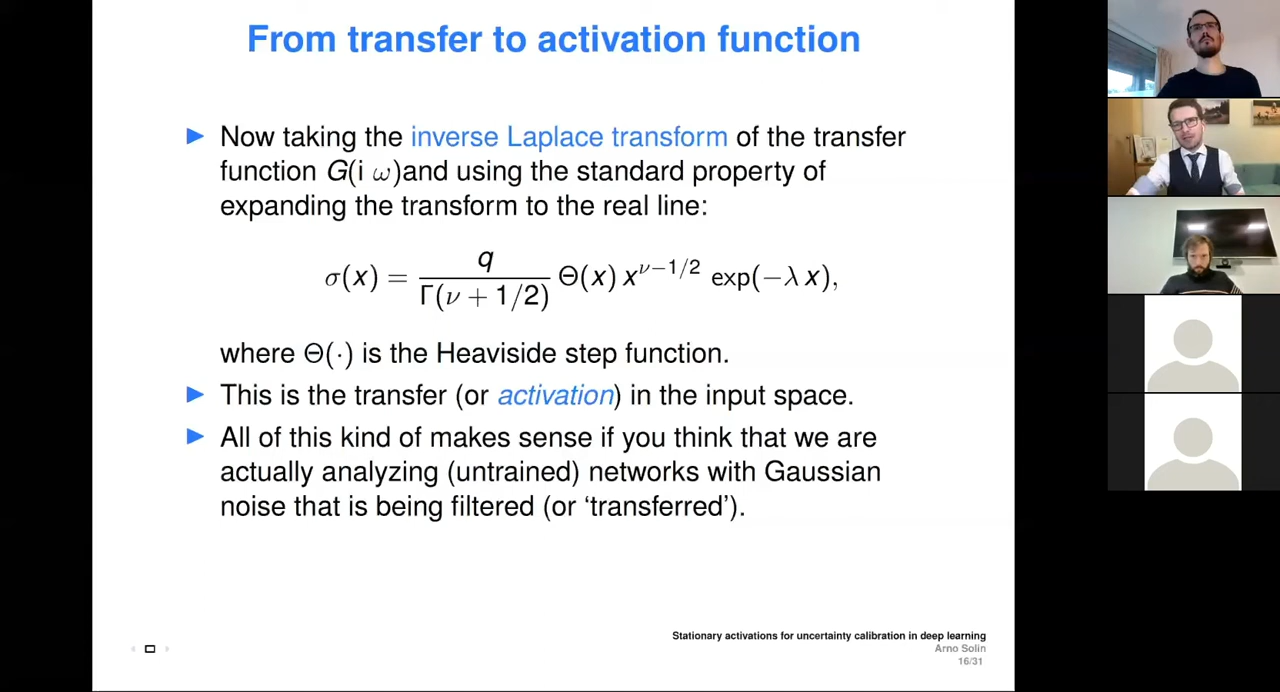 From transfer to activation function
▶ Now taking the inverse Laplace transform of the transfer
function G(i ω)and using the standard property of
expanding the transform to the real line:
σ(x) = q / Γ(ν + 1/2) Θ(x) x^{ν−1/2} exp(−λ x),
where Θ(·) is the Heaviside step function.
▶ This is the transfer (or activation) in the input space.
▶ All of this kind of makes sense if you think that we are
actually analyzing (untrained) networks with Gaussian
noise that is being filtered (or ‘transferred’).
Stationary activations for uncertainty calibration in deep learning
Arno Solin
16/31